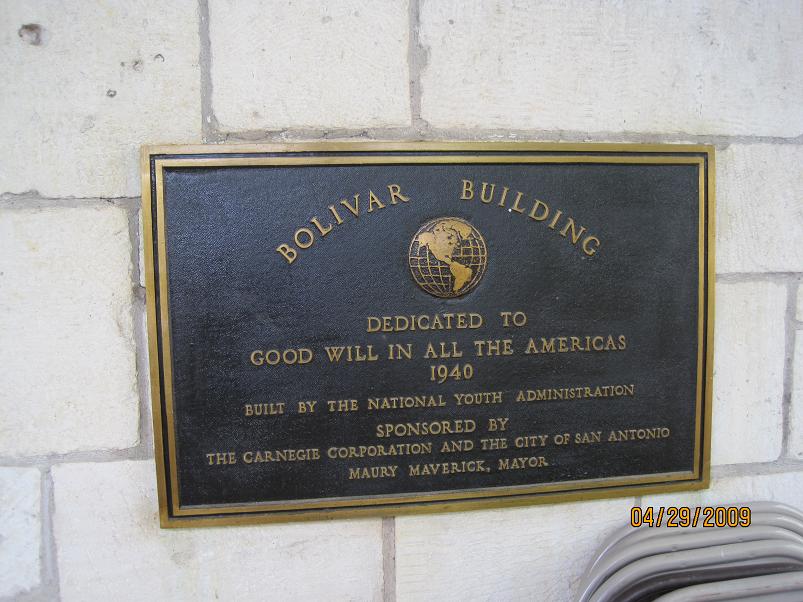 BOLIVAR BUILDING
DEDICATED TO
GOOD WILL IN ALL THE AMERICAS
1940
BUILT BY THE NATIONAL YOUTH ADMINISTRATION
SPONSORED BY
THE CARNEGIE CORPORATION AND THE CITY OF SAN ANTONIO
MAURY MAVERICK, MAYOR
04/29/2009